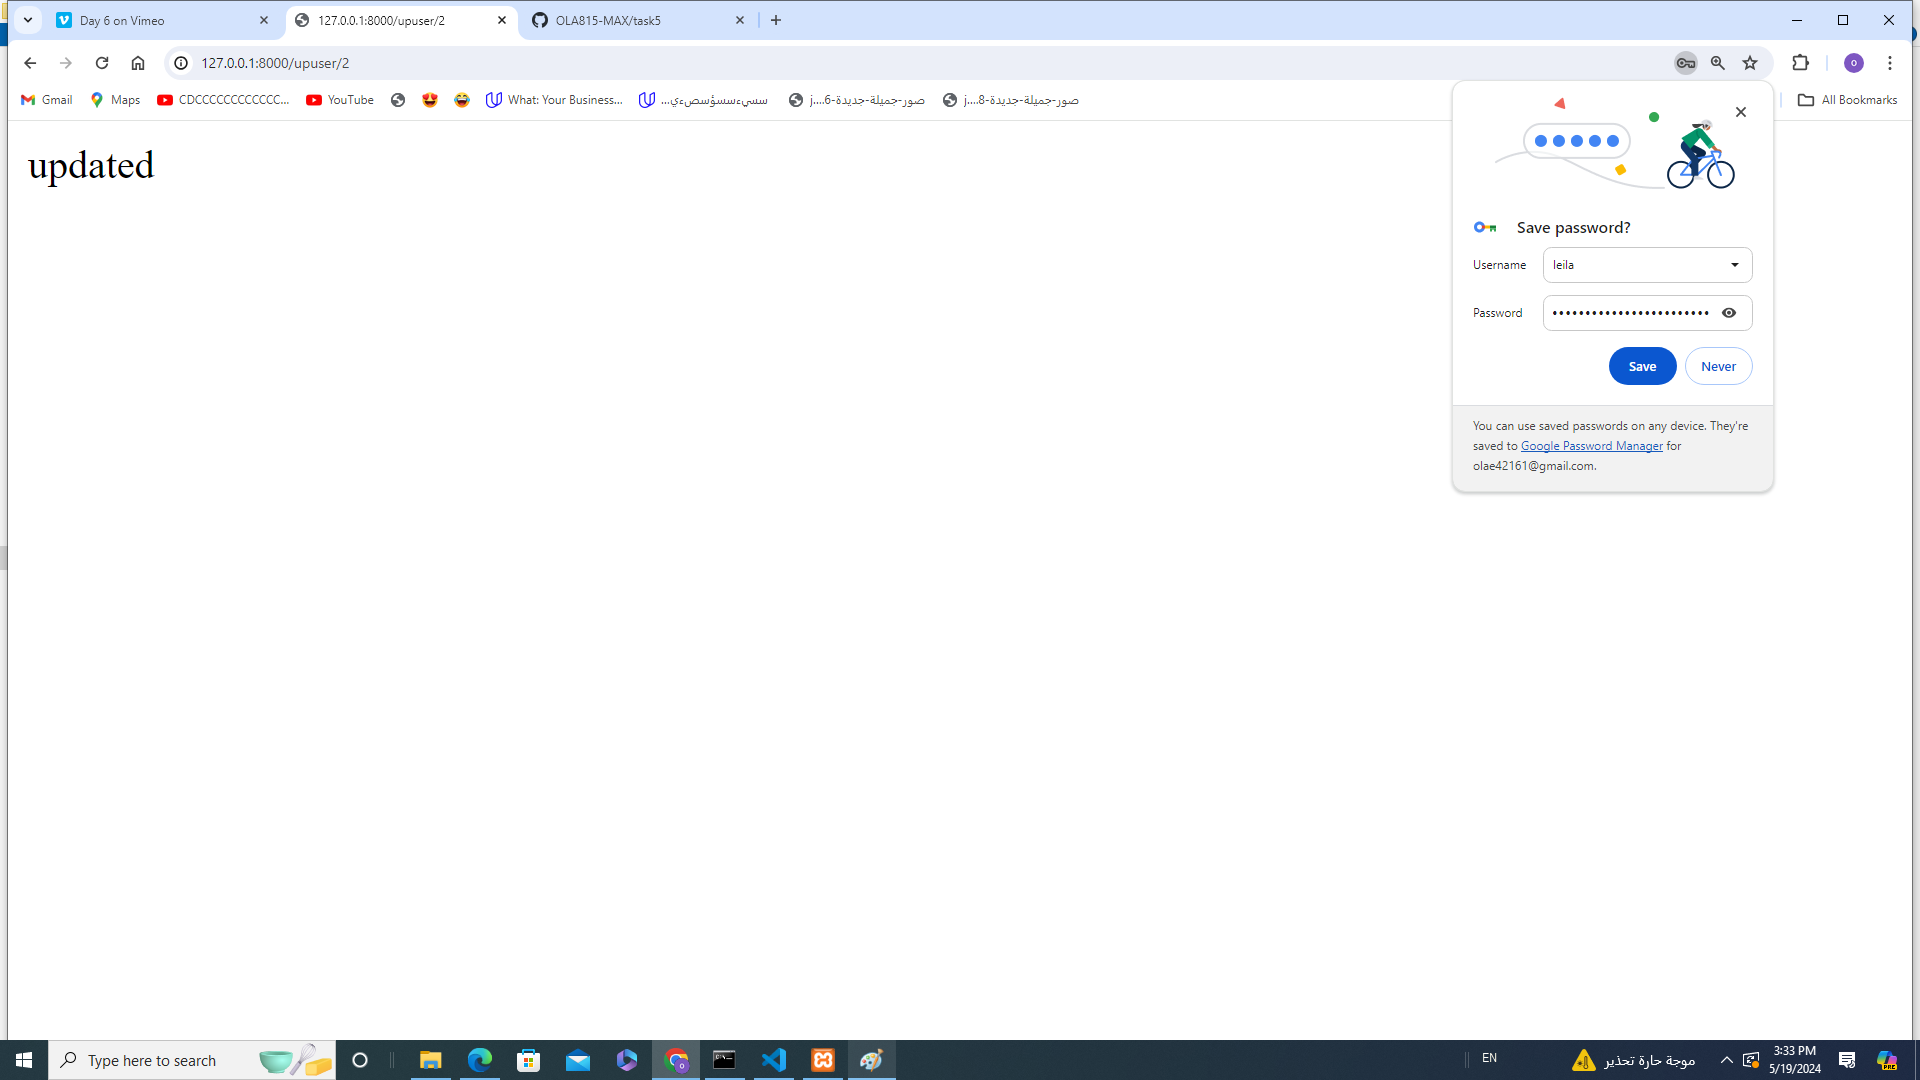 Day 6 on Vimeo
127.0.0.1:8000/upuser/2
OLA815-MAX/task5
127.0.0.1:8000/upuser/2
o
Gmail
Maps
CDCCCCCCCCCCCC...
YouTube
What: Your Business...
سسيءسسؤسصءي...
صور-جميلة-جديدة-6....j
صور-جميلة-جديدة-8....j
All Bookmarks
updated
Save password?
Username
leila
Password
Save
Never
You can use saved passwords on any device. They're
saved to Google Password Manager for
olae42161@gmail.com.
Type here to search
EN
موجة حارة تحذير
3:33 PM
5/19/2024
PRE